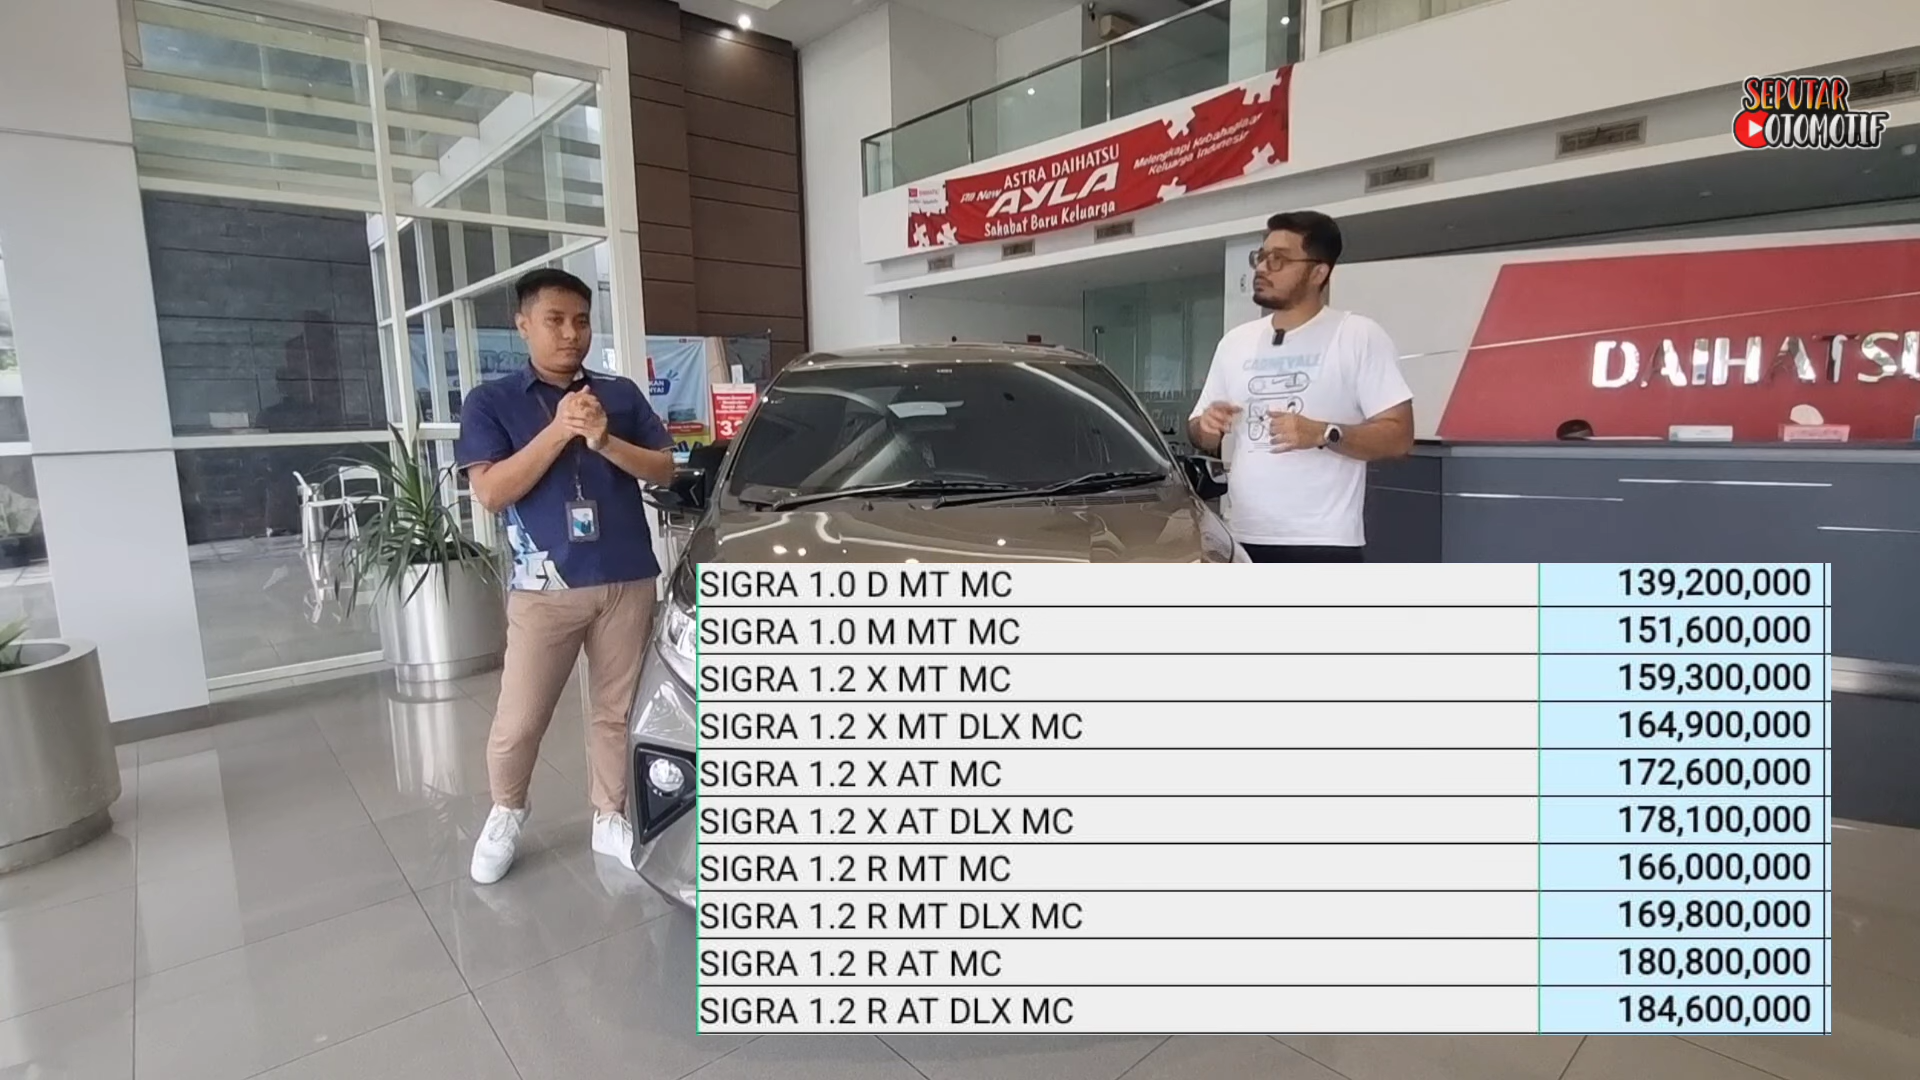 SEPUTAR
OTOMOTIF
ASTRA DAIHATSU
All New AYLA
Sahabat Baru Keluarga
Melengkapi Kebahagiaan
Keluarga Indonesia
DAIHATSU
CARNEVALE
SIGRA 1.0 D MT MC 139,200,000
SIGRA 1.0 M MT MC 151,600,000
SIGRA 1.2 X MT MC 159,300,000
SIGRA 1.2 X MT DLX MC 164,900,000
SIGRA 1.2 X AT MC 172,600,000
SIGRA 1.2 X AT DLX MC 178,100,000
SIGRA 1.2 R MT MC 166,000,000
SIGRA 1.2 R MT DLX MC 169,800,000
SIGRA 1.2 R AT MC 180,800,000
SIGRA 1.2 R AT DLX MC 184,600,000